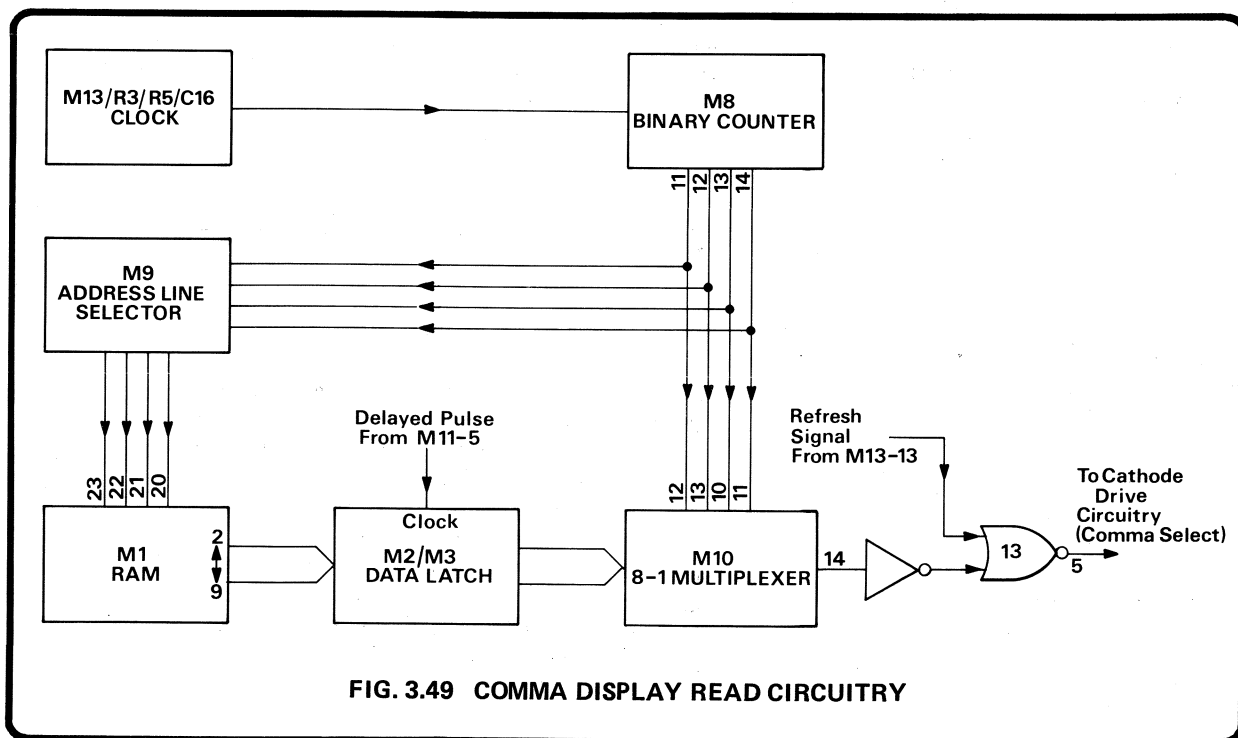 M13/R3/R5/C16
CLOCK
M8
BINARY COUNTER
11
12
13
14
M9
ADDRESS LINE
SELECTOR
Delayed Pulse
From M11-5
Refresh
Signal
From M13-13
23
22
21
20
12
13
10
11
To Cathode
Drive
Circuitry
(Comma Select)
M1
RAM
2
9
Clock
M2/M3
DATA LATCH
M10
8-1 MULTIPLEXER
14
13
5
FIG. 3.49 COMMA DISPLAY READ CIRCUITRY